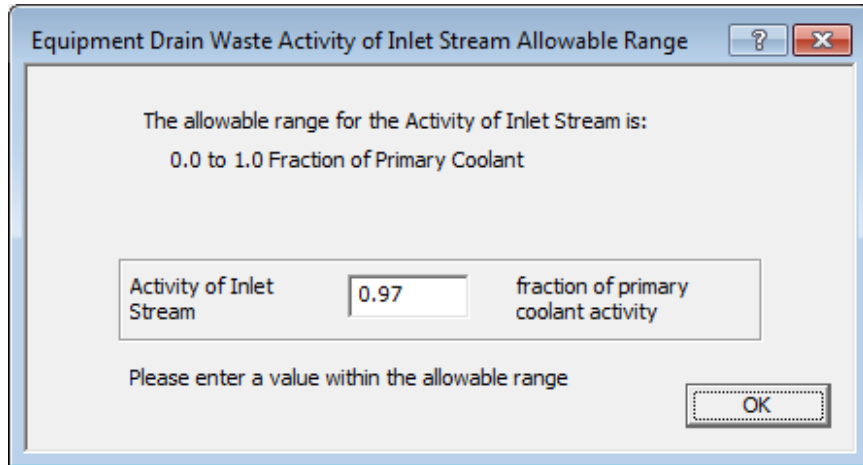 Equipment Drain Waste Activity of Inlet Stream Allowable Range
The allowable range for the Activity of Inlet Stream is:
0.0 to 1.0 Fraction of Primary Coolant
Activity of Inlet
Stream
0.97
fraction of primary
coolant activity
Please enter a value within the allowable range
OK